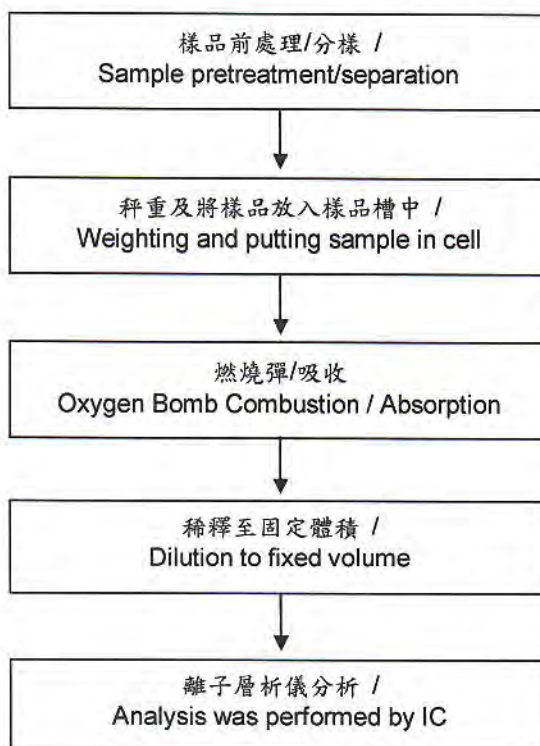 樣品前處理/分樣 /
Sample pretreatment/separation
秤重及將樣品放入樣品槽中 /
Weighting and putting sample in cell
燃燒彈/吸收
Oxygen Bomb Combustion / Absorption
稀釋至固定體積 /
Dilution to fixed volume
離子層析儀分析 /
Analysis was performed by IC